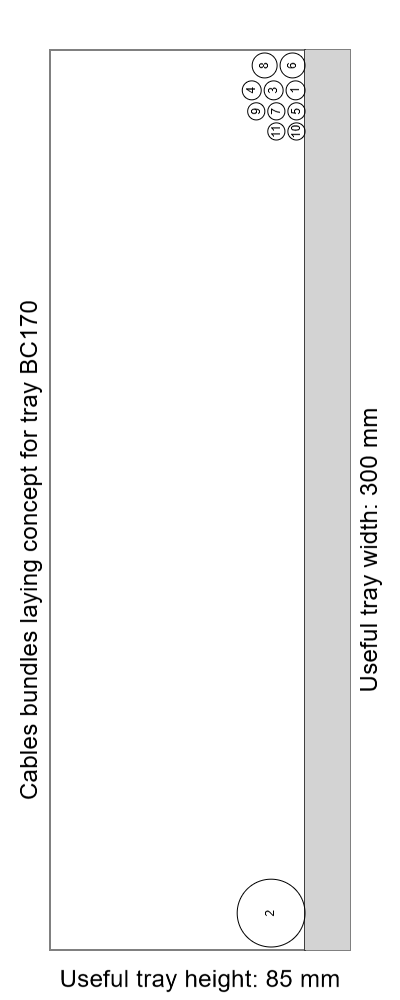 Cables bundles laying concept for tray BC170
8 6
4 3 1
9 7 5
11 10
2
Useful tray width: 300 mm
Useful tray height: 85 mm